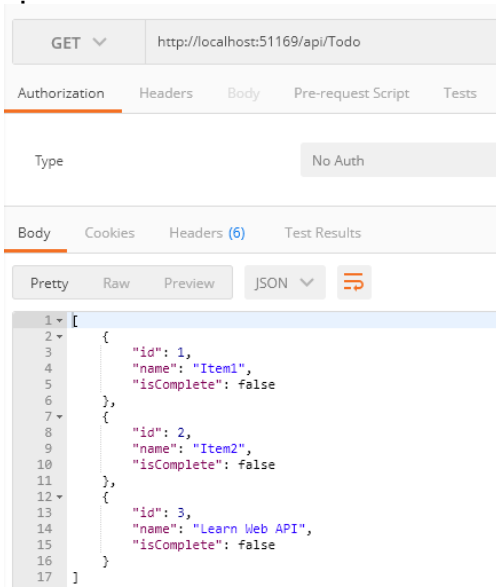 GET http://localhost:51169/api/Todo
Authorization Headers Body Pre-request Script Tests
Type No Auth
Body Cookies Headers (6) Test Results
Pretty Raw Preview JSON
1 [
2 {
3 "id": 1,
4 "name": "Item1",
5 "isComplete": false
6 },
7 {
8 "id": 2,
9 "name": "Item2",
10 "isComplete": false
11 },
12 {
13 "id": 3,
14 "name": "Learn Web API",
15 "isComplete": false
16 }
17 ]